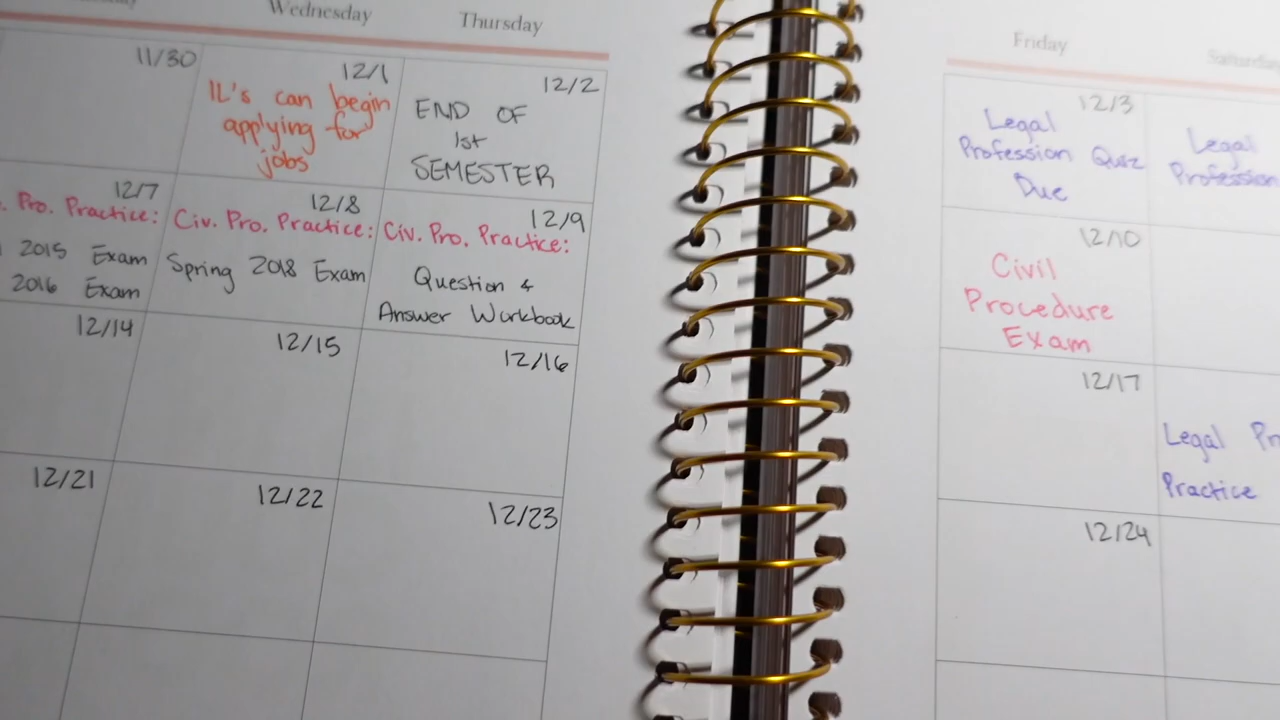 Wednesday
Thursday
Friday
Saturday
11/30
12/1
1L's can begin
applying for
jobs
12/2
END OF
1st
SEMESTER
12/3
Legal
Profession Quiz
Due
Legal
Profession
12/7
. Pro. Practice:
2015 Exam
2016 Exam
12/8
Civ. Pro. Practice:
Spring 2018 Exam
12/9
Civ. Pro. Practice:
Question &
Answer Workbook
12/10
Civil
Procedure
Exam
12/14
12/15
12/16
12/17
Legal
Practice
12/21
12/22
12/23
12/24